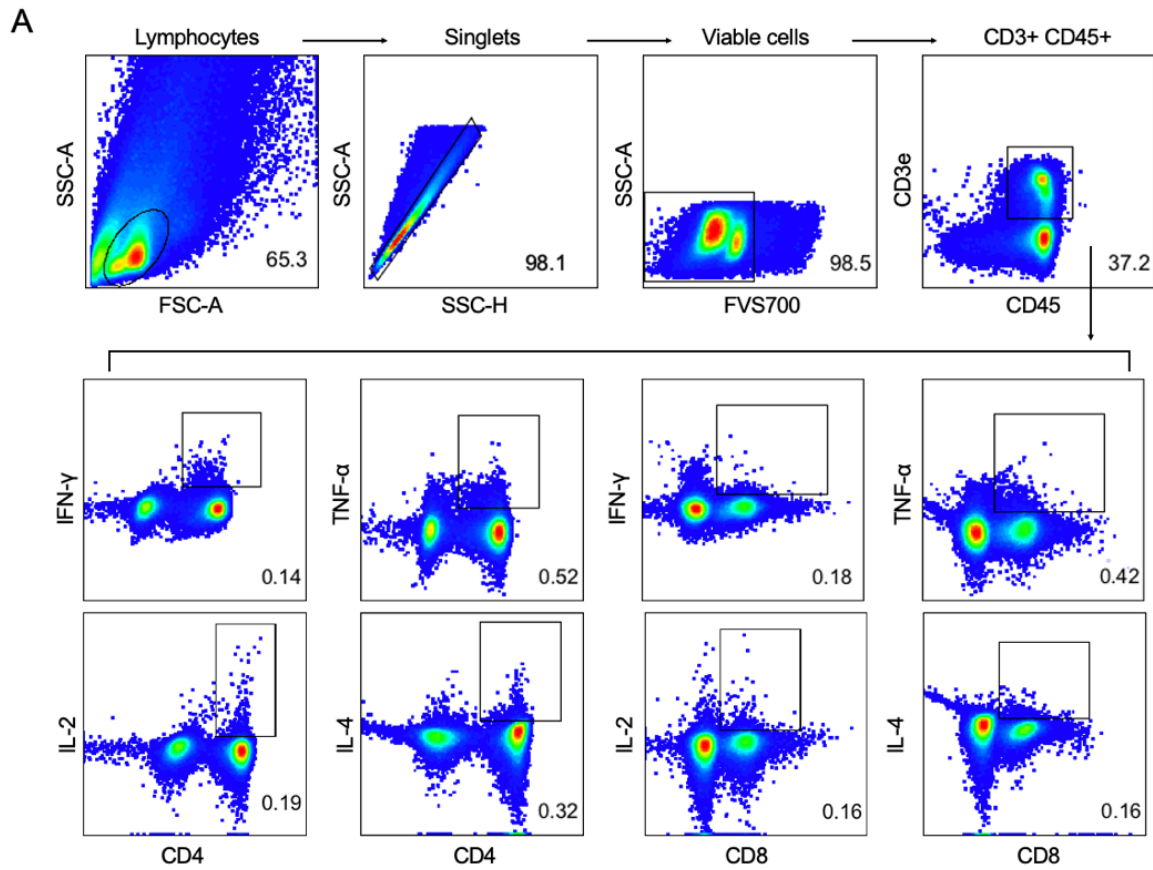 A
Lymphocytes
Singlets
Viable cells
CD3+ CD45+
SSC-A
65.3
FSC-A
SSC-A
98.1
SSC-H
SSC-A
98.5
FVS700
CD3e
37.2
CD45
IFN-γ
0.14
TNF-α
0.52
IFN-γ
0.18
TNF-α
0.42
IL-2
0.19
CD4
IL-4
0.32
CD4
IL-2
0.16
CD8
IL-4
0.16
CD8